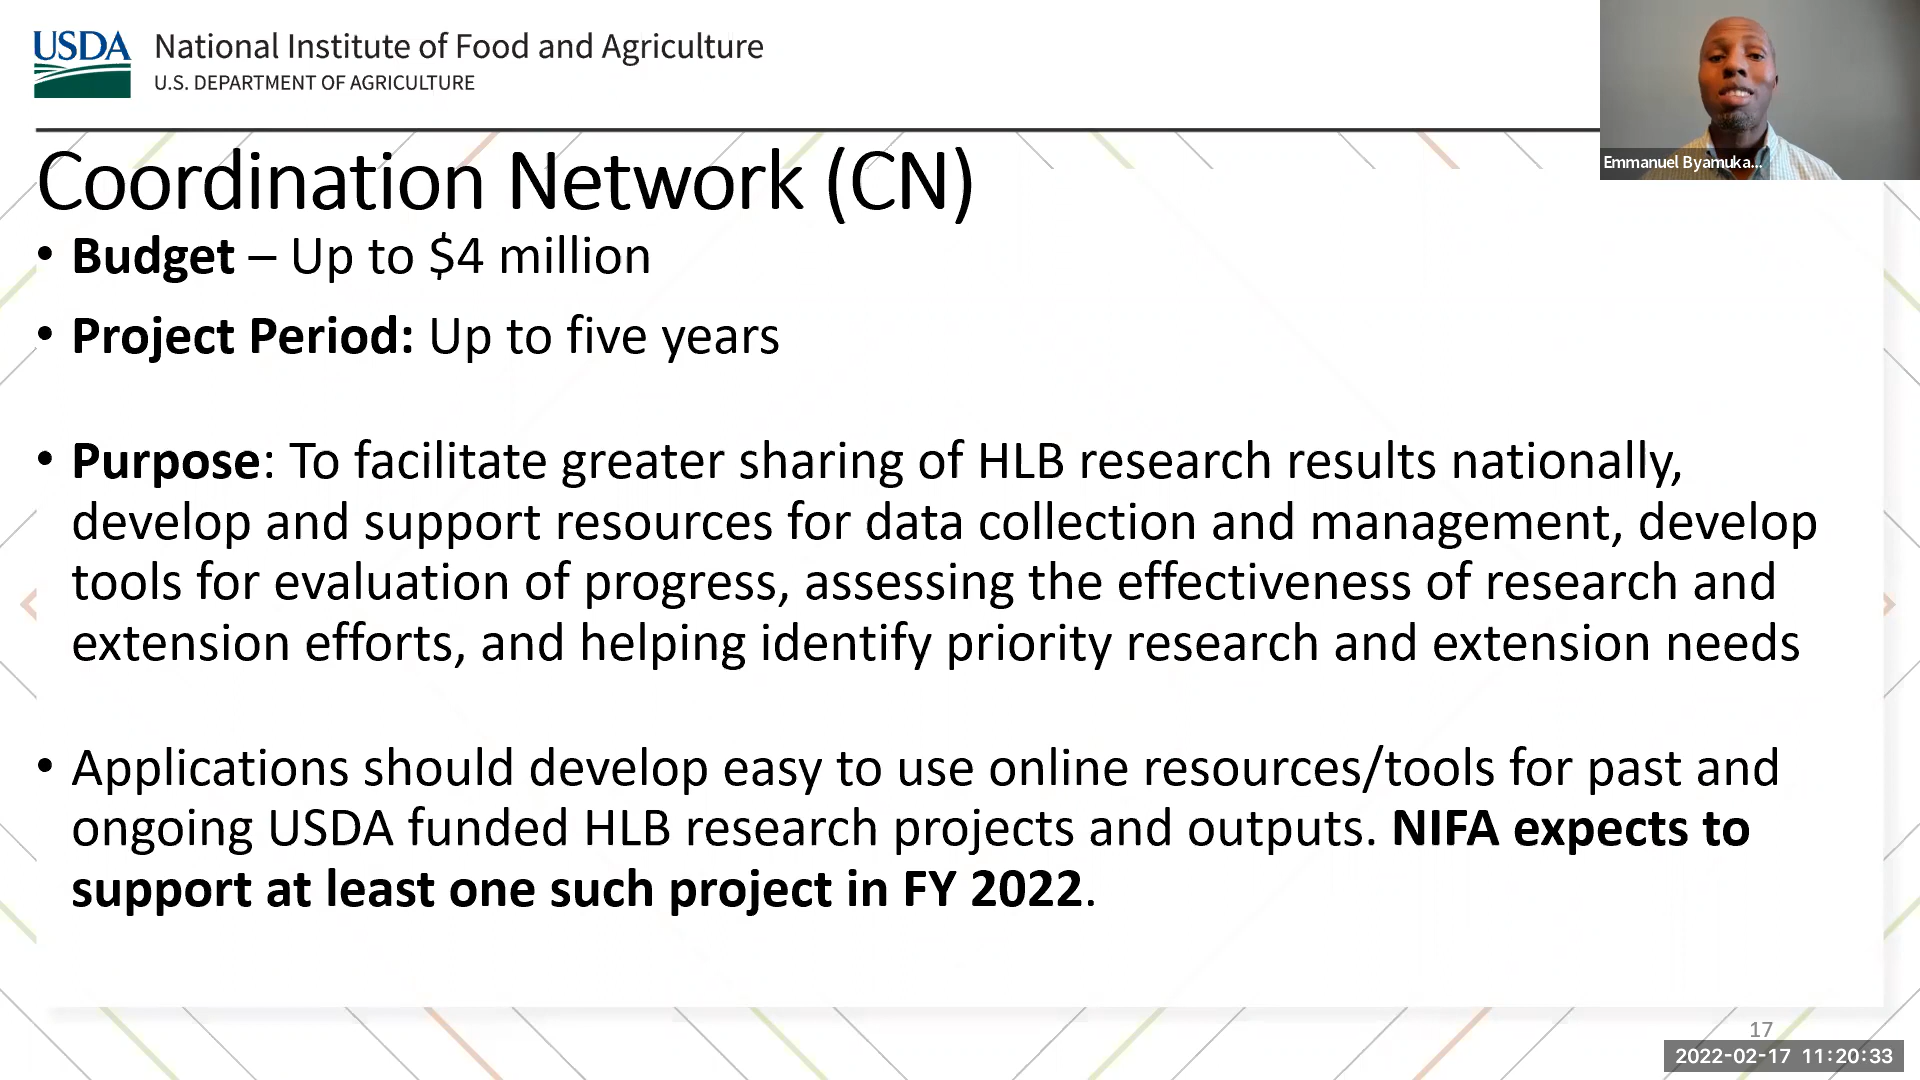 USDA
National Institute of Food and Agriculture
U.S. DEPARTMENT OF AGRICULTURE
Emmanuel Byamuka...
Coordination Network (CN)
• Budget – Up to $4 million
• Project Period: Up to five years
• Purpose: To facilitate greater sharing of HLB research results nationally,
develop and support resources for data collection and management, develop
tools for evaluation of progress, assessing the effectiveness of research and
extension efforts, and helping identify priority research and extension needs
• Applications should develop easy to use online resources/tools for past and
ongoing USDA funded HLB research projects and outputs. NIFA expects to
support at least one such project in FY 2022.
17
2022-02-17 11:20:33